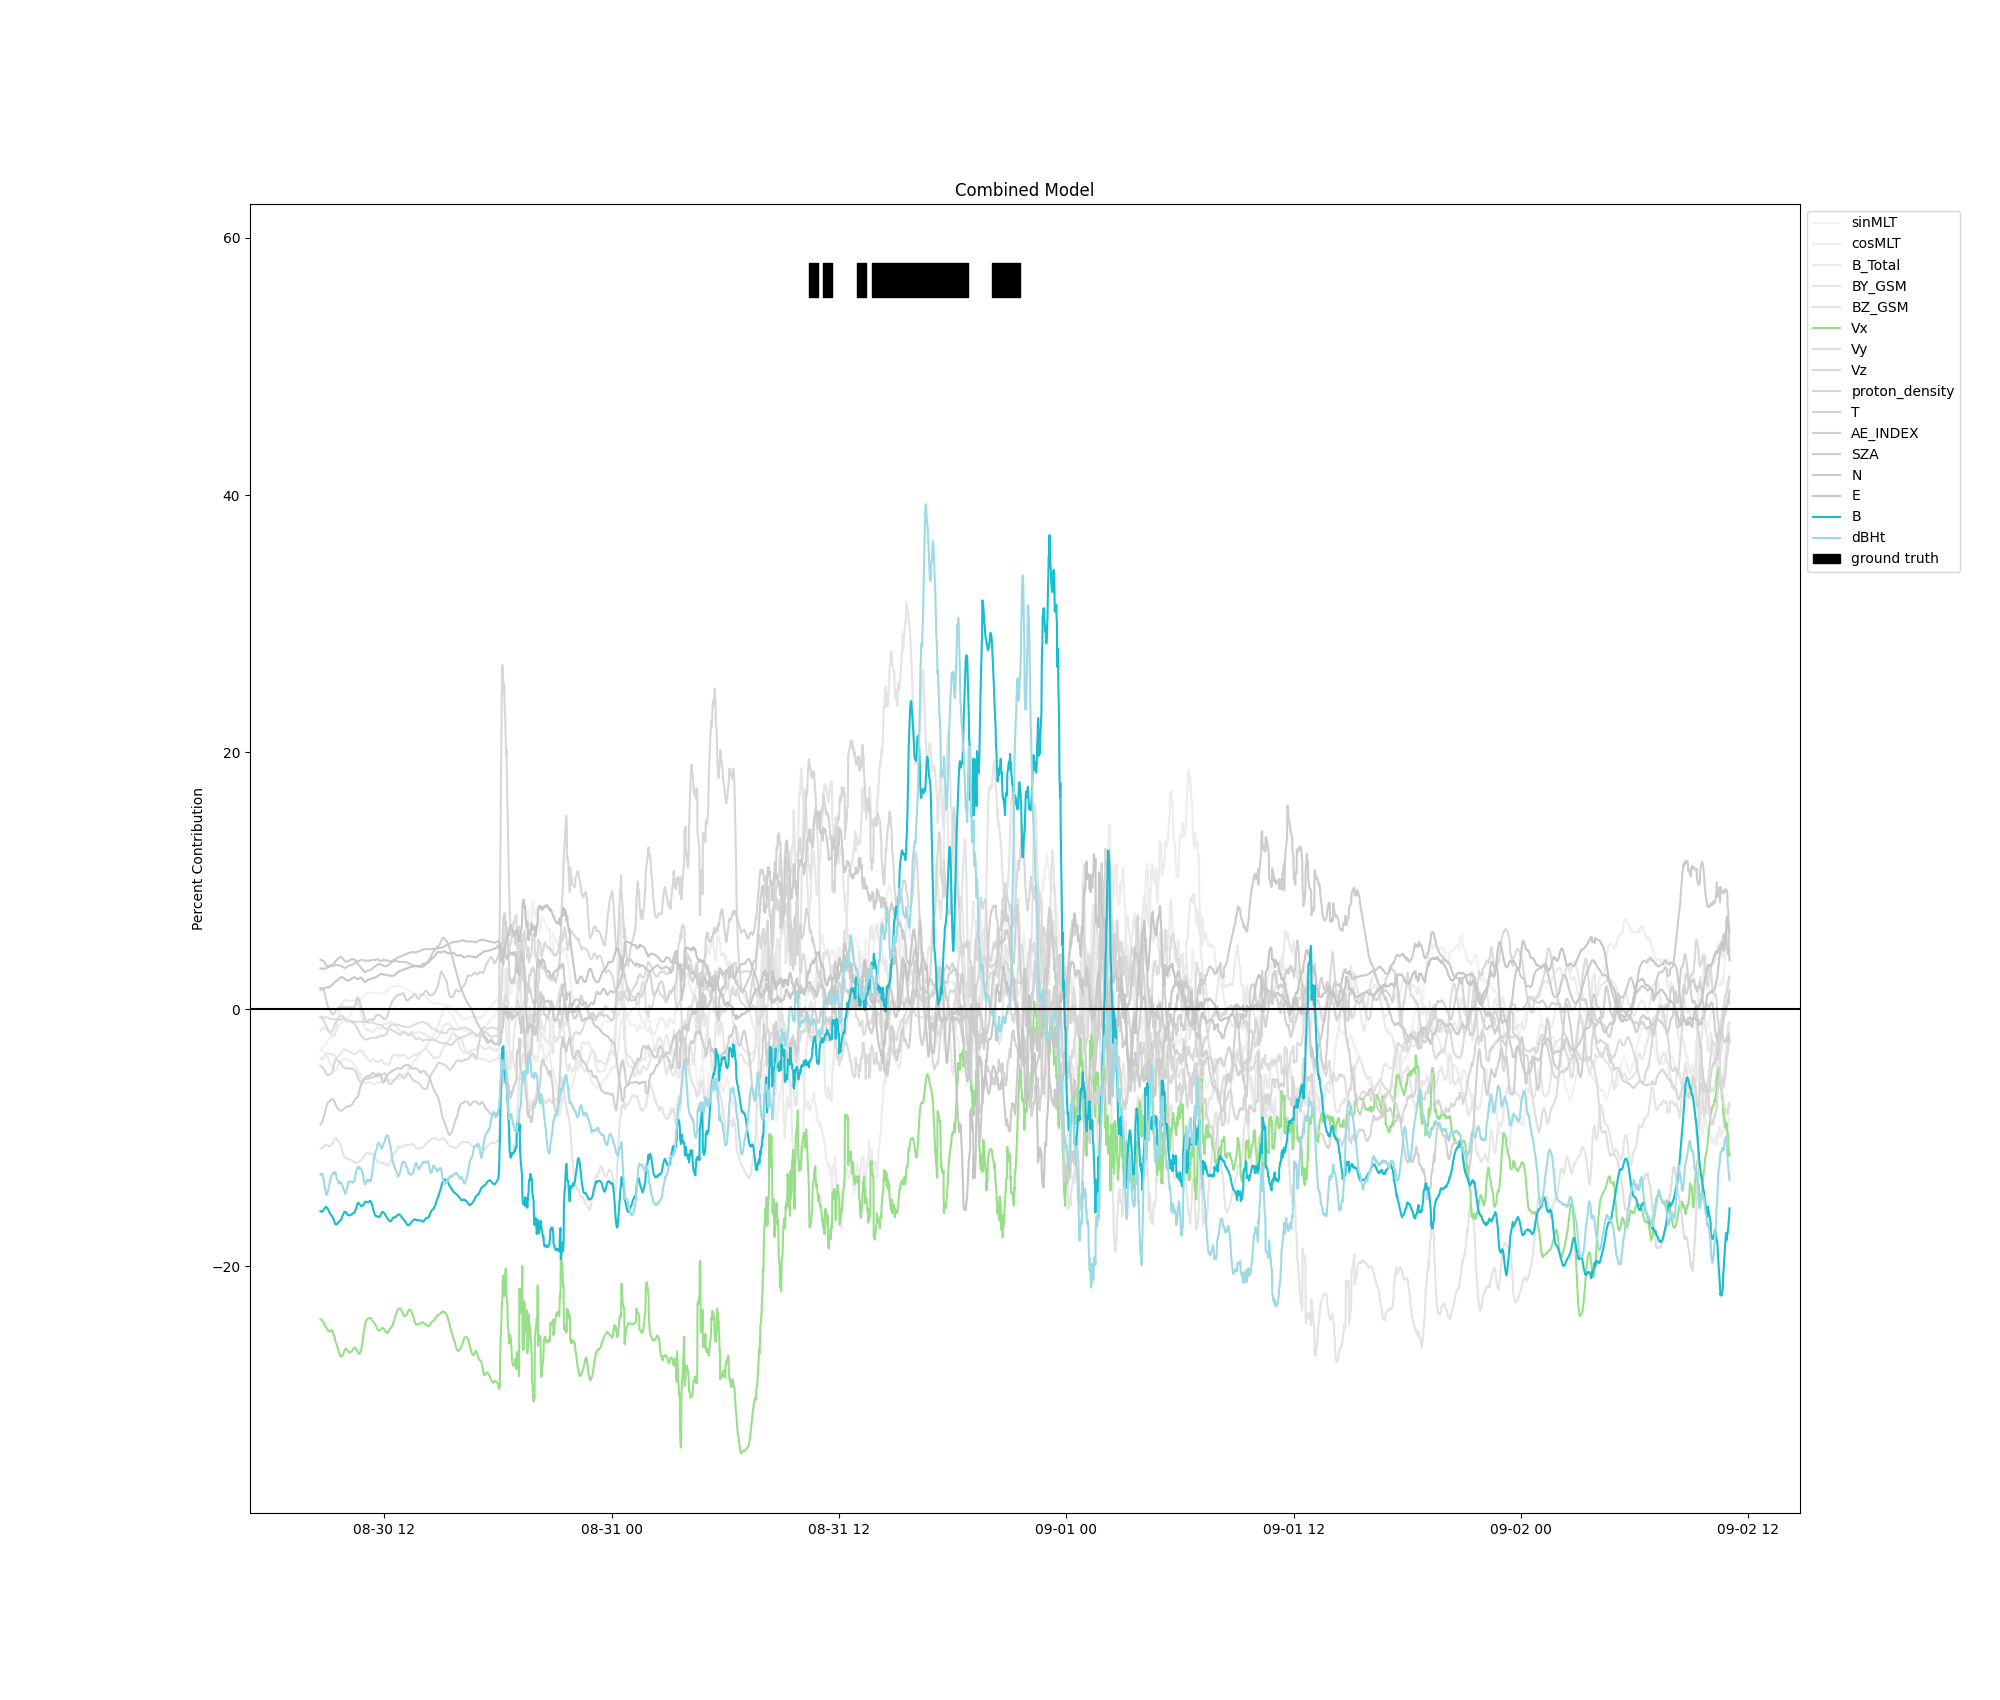 Combined Model
Percent Contribution
60
40
20
0
−20
08-30 12
08-31 00
08-31 12
09-01 00
09-01 12
09-02 00
09-02 12
sinMLT
cosMLT
B_Total
BY_GSM
BZ_GSM
Vx
Vy
Vz
proton_density
T
AE_INDEX
SZA
N
E
B
dBHt
ground truth